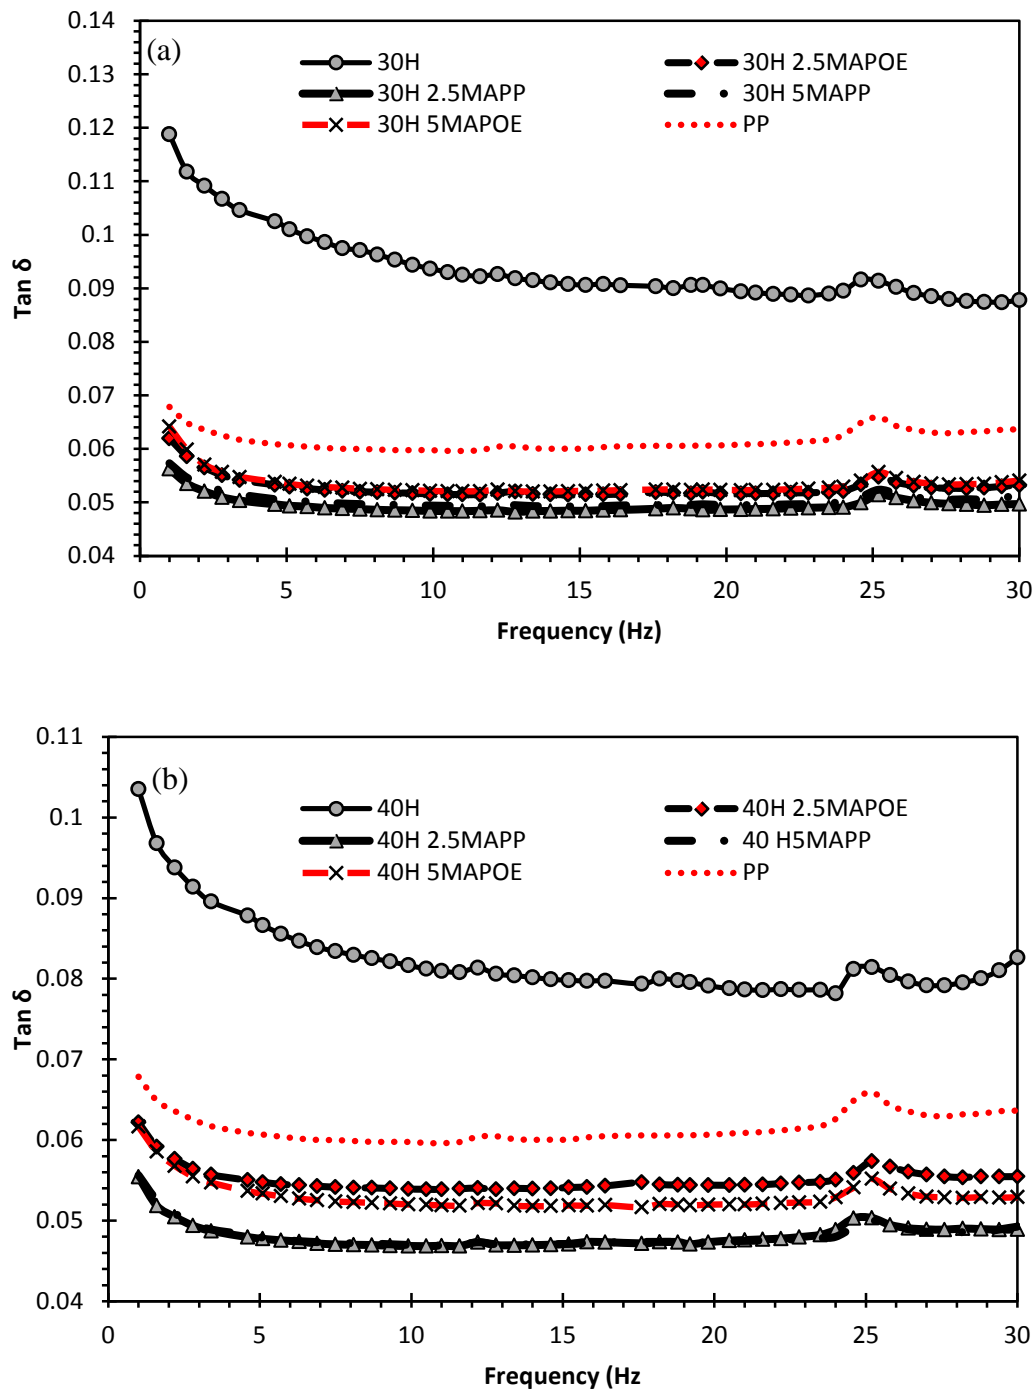 0.14
(a)
30H
30H 2.5MAPOE
0.13
30H 2.5MAPP
30H 5MAPP
0.12
30H 5MAPOE
PP
0.11
0.1
0.09
0.08
0.07
0.06
0.05
0.04
Tan δ
0 5 10 15 20 25 30
Frequency (Hz)
0.11
(b)
40H
40H 2.5MAPOE
0.1
40H 2.5MAPP
40 H5MAPP
40H 5MAPOE
PP
0.09
0.08
0.07
0.06
0.05
0.04
Tan δ
0 5 10 15 20 25 30
Frequency (Hz